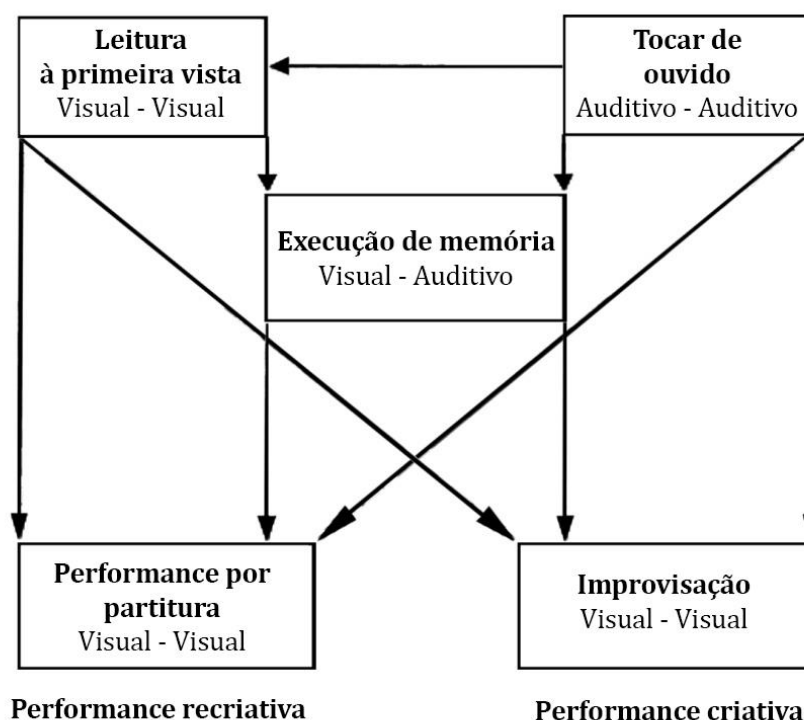 Leitura
à primeira vista
Visual - Visual
Tocar de
ouvido
Auditivo - Auditivo
Execução de memória
Visual - Auditivo
Performance por
partitura
Visual - Visual
Improvisação
Visual - Visual
Performance recriativa
Performance criativa